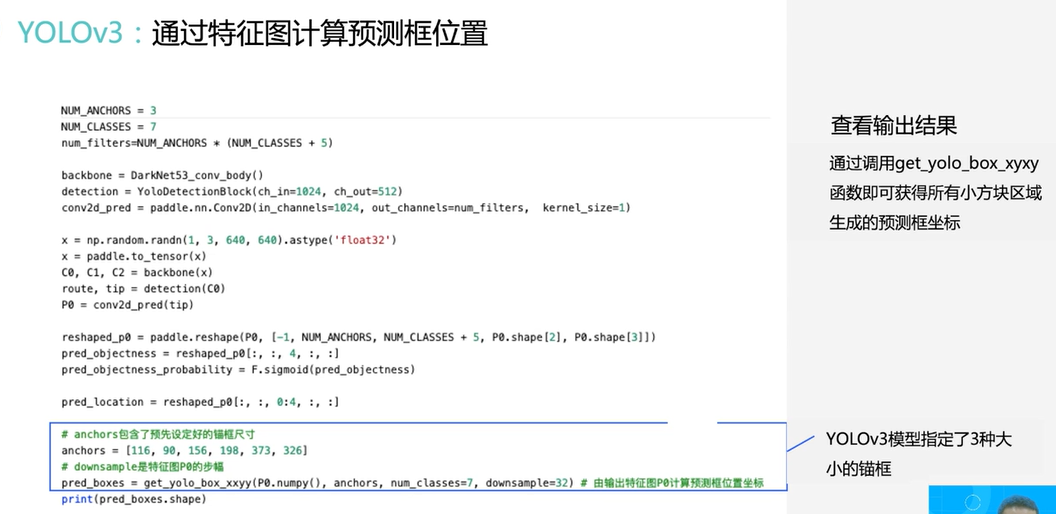 YOLOv3：通过特征图计算预测框位置
NUM_ANCHORS = 3
NUM_CLASSES = 7
num_filters=NUM_ANCHORS * (NUM_CLASSES + 5)
backbone = DarkNet53_conv_body()
detection = YoloDetectionBlock(ch_in=1024, ch_out=512)
conv2d_pred = paddle.nn.Conv2D(in_channels=1024, out_channels=num_filters, kernel_size=1)
x = np.random.randn(1, 3, 640, 640).astype('float32')
x = paddle.to_tensor(x)
C0, C1, C2 = backbone(x)
route, tip = detection(C0)
P0 = conv2d_pred(tip)
reshaped_p0 = paddle.reshape(P0, [-1, NUM_ANCHORS, NUM_CLASSES + 5, P0.shape[2], P0.shape[3]])
pred_objectness = reshaped_p0[:, :, 4, :, :]
pred_objectness_probability = F.sigmoid(pred_objectness)
pred_location = reshaped_p0[:, :, 0:4, :, :]
# anchors包含了预先设定好的锚框尺寸
anchors = [116, 90, 156, 198, 373, 326]
# downsample是特征图P0的步幅
pred_boxes = get_yolo_box_xxyy(P0.numpy(), anchors, num_classes=7, downsample=32) # 由输出特征图P0计算预测框位置坐标
print(pred_boxes.shape)
查看输出结果
通过调用get_yolo_box_xyxy
函数即可获得所有小方块区域
生成的预测框坐标
YOLOv3模型指定了3种大
小的锚框